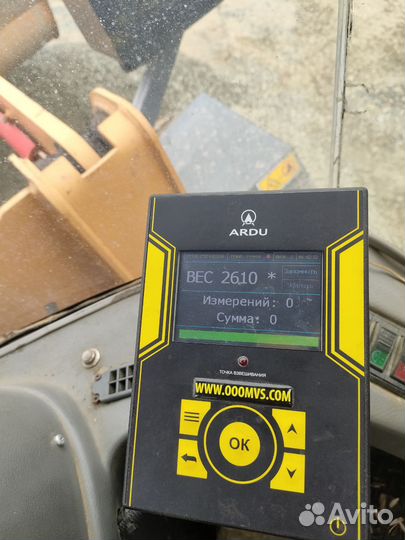 ARDU
ВЕС 2610 *
Измерений: 0
Сумма: 0
ТОЧКА ВЗВЕШИВАНИЯ
WWW.OOOMVS.COM
OK
Avito